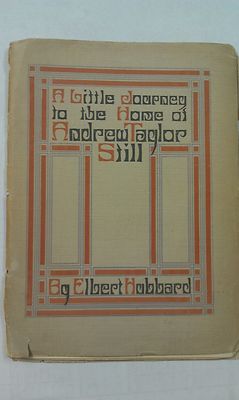 A Little Journey
to the Home of
Andrew Taylor
Still
By Elbert Hubbard